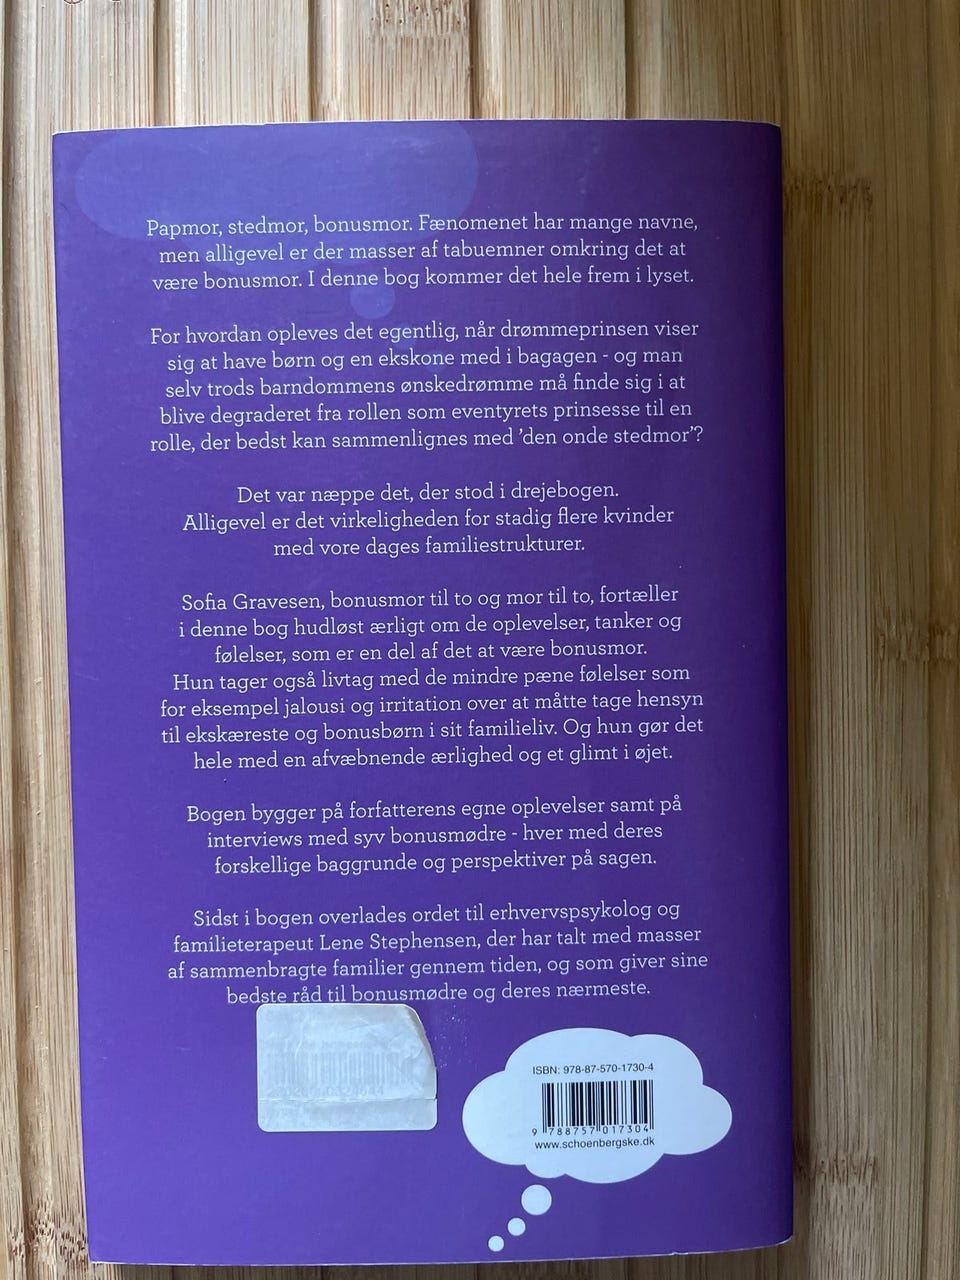 Papmor, stedmor, bonusmor. Fænomenet har mange navne,
men alligevel er der masser af tabuemner omkring det at
være bonusmor. I denne bog kommer det hele frem i lyset.
For hvordan opleves det egentlig, når drømmeprinsen viser
sig at have børn og en ekskone med i bagagen - og man
selv trods barndommens ønskedrømme må finde sig i at
blive degraderet fra rollen som eventyrets prinsesse til en
rolle, der bedst kan sammenlignes med 'den onde stedmor'?
Det var næppe det, der stod i drejebogen.
Alligevel er det virkeligheden for stadig flere kvinder
med vore dages familiestrukturer.
Sofia Gravesen, bonusmor til to og mor til to, fortæller
i denne bog hudløst ærligt om de oplevelser, tanker og
følelser, som er en del af det at være bonusmor.
Hun tager også livtag med de mindre pæne følelser som
for eksempel jalousi og irritation over at måtte tage hensyn
til ekskæreste og bonusbørn i sit familieliv. Og hun gør det
hele med en afvæbnende ærlighed og et glimt i øjet.
Bogen bygger på forfatterens egne oplevelser samt på
interviews med syv bonusmødre - hver med deres
forskellige baggrunde og perspektiver på sagen.
Sidst i bogen overlades ordet til erhvervspsykolog og
familieterapeut Lene Stephensen, der har talt med masser
af sammenbragte familier gennem tiden, og som giver sine
bedste råd til bonusmødre og deres nærmeste.
ISBN: 978-87-570-1730-4
9 788757 017304
www.schoenbergske.dk